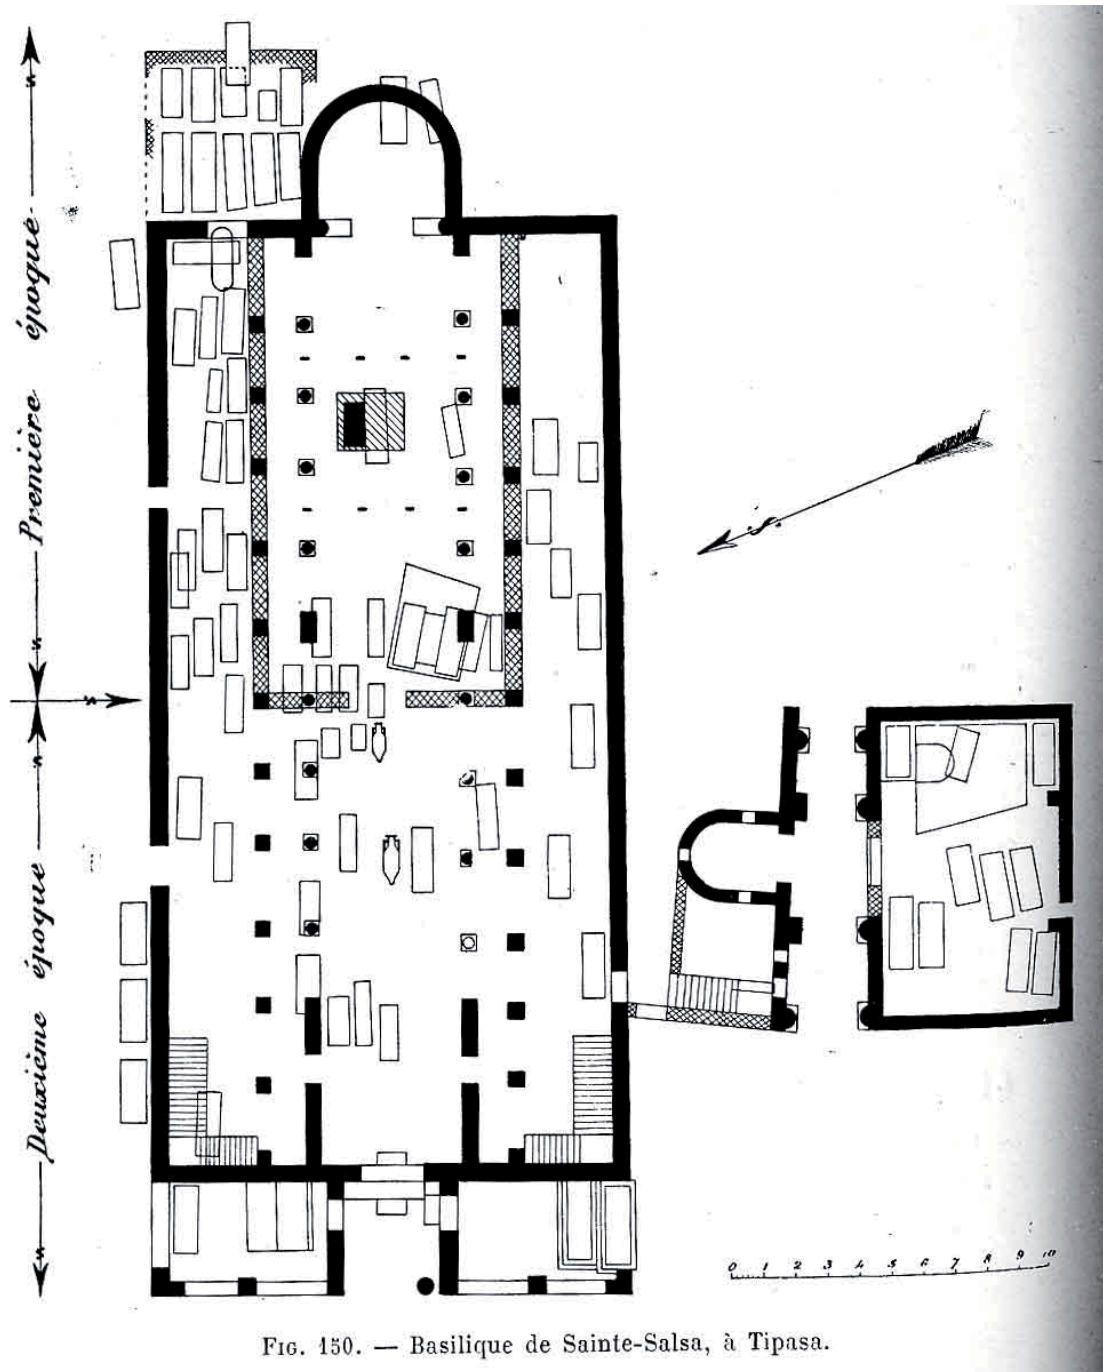 Première époque
Deuxième époque
0 1 2 3 4 5 6 7 8 9 10
FIG. 150. — Basilique de Sainte-Salsa, à Tipasa.